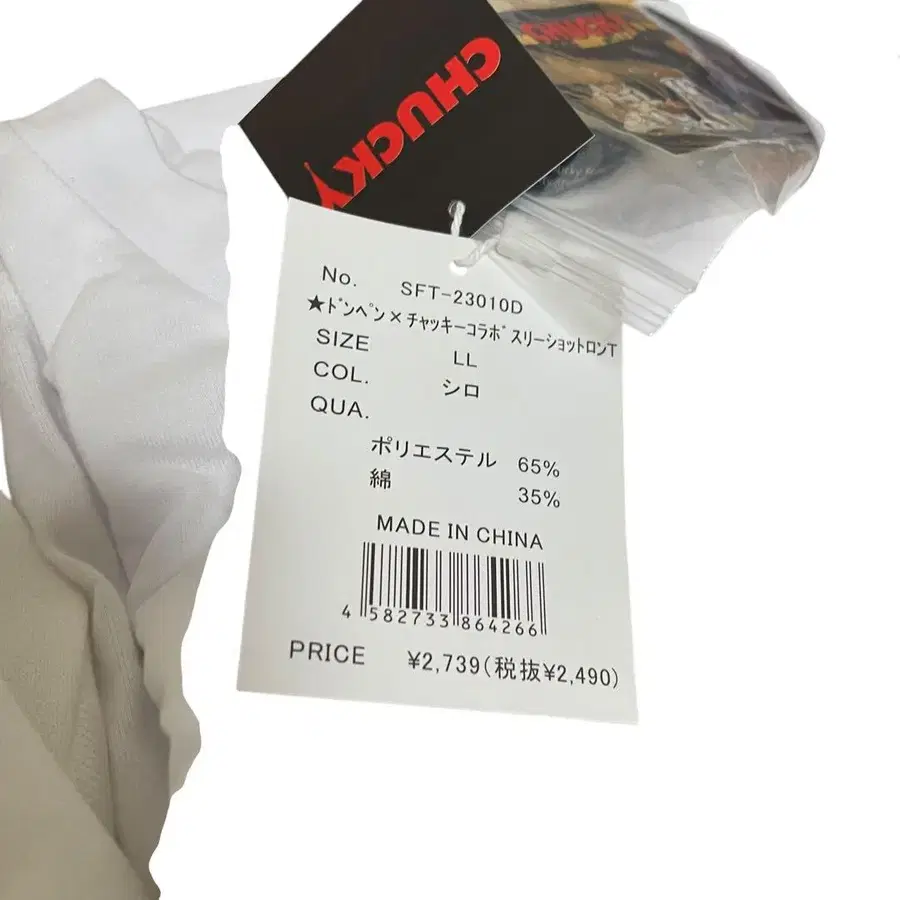 CHUCKY
CHUCKY
No. SFT-23010D
★ドンペン×チャッキーコラボスリーショットロンT
SIZE LL
COL. シロ
QUA.
ポリエステル 65%
綿 35%
MADE IN CHINA
4 582733 864266
PRICE ¥2,739(税抜¥2,490)